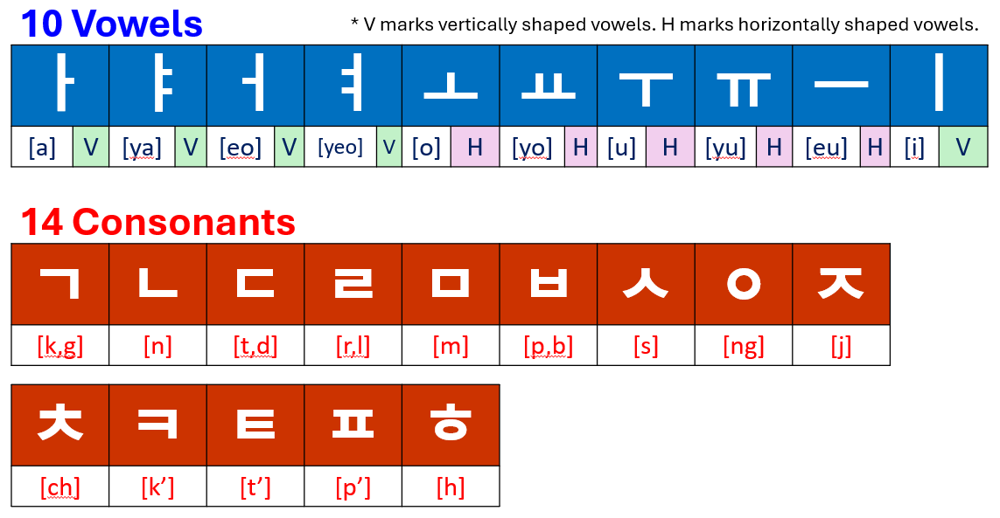 10 Vowels
* V marks vertically shaped vowels. H marks horizontally shaped vowels.
ㅏ ㅑ ㅓ ㅕ ㅗ ㅛ ㅜ ㅠ ㅡ ㅣ
[a] V [ya] V [eo] V [yeo] V [o] H [yo] H [u] H [yu] H [eu] H [i] V
14 Consonants
ㄱ ㄴ ㄷ ㄹ ㅁ ㅂ ㅅ ㅇ ㅈ
[k,g] [n] [t,d] [r,l] [m] [p,b] [s] [ng] [j]
ㅊ ㅋ ㅌ ㅍ ㅎ
[ch] [k’] [t’] [p’] [h]